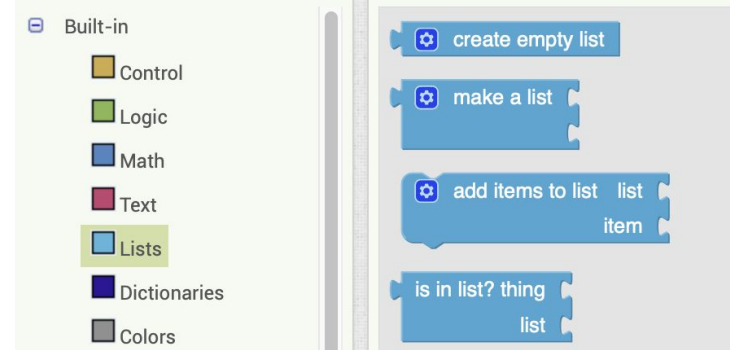 Built-in
Control
Logic
Math
Text
Lists
Dictionaries
Colors
create empty list
make a list
add items to list list
item
is in list? thing
list